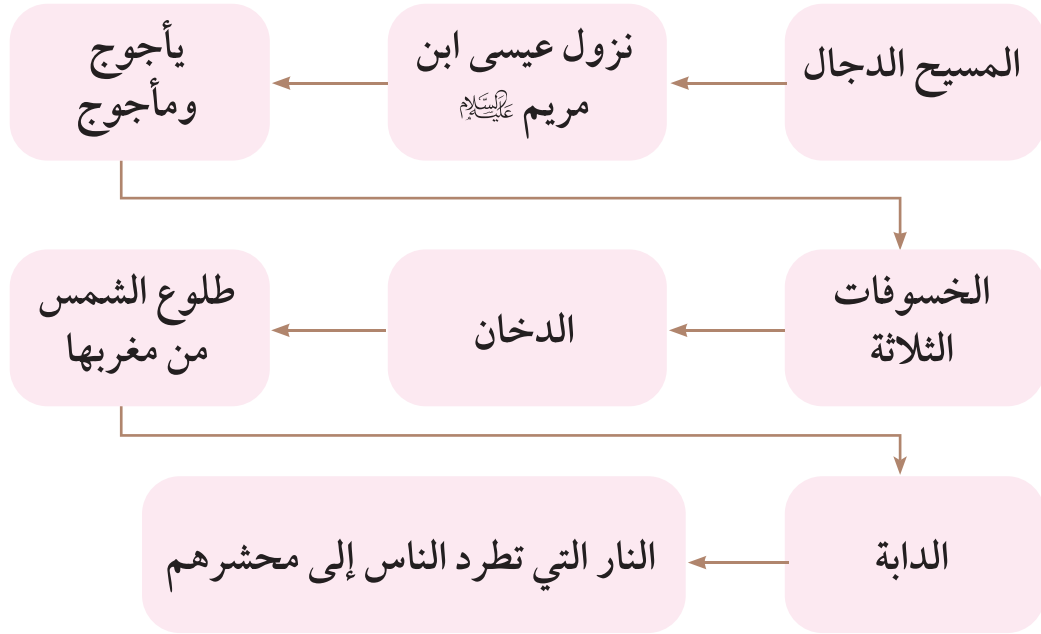 المسيح الدجال
نزول عيسى ابن
مريم عليه السلام
يأجوج
ومأجوج
الخسوفات
الثلاثة
الدخان
طلوع الشمس
من مغربها
الدابة
النار التي تطرد الناس إلى محشرهم